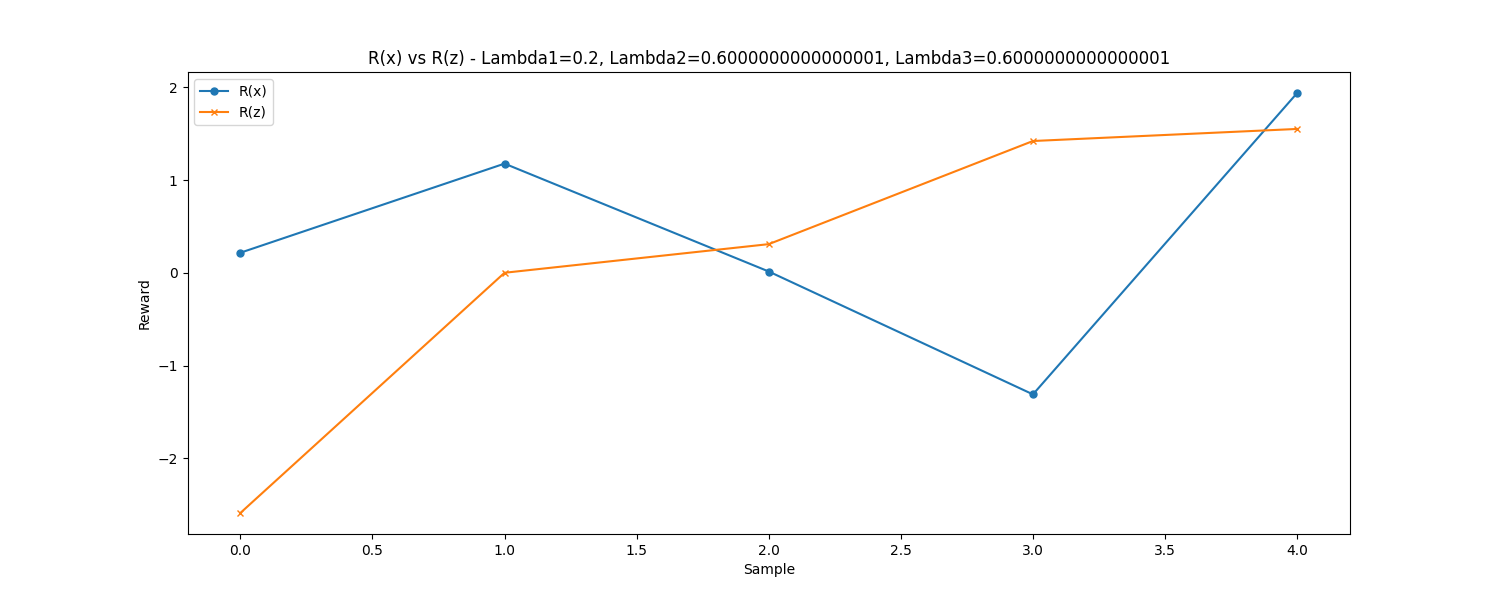 R(x) vs R(z) - Lambda1=0.2, Lambda2=0.6000000000000001, Lambda3=0.6000000000000001
R(x)
R(z)
2
1
0
−1
−2
Reward
0.0 0.5 1.0 1.5 2.0 2.5 3.0 3.5 4.0
Sample